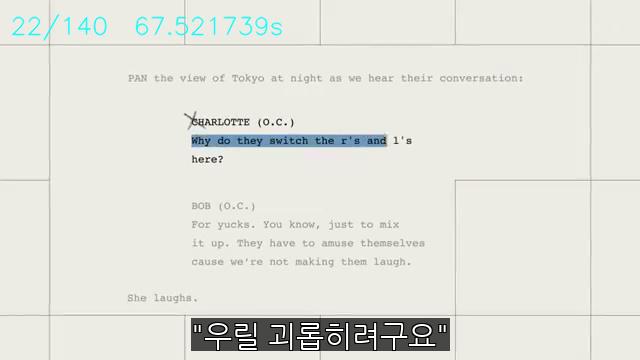 22/140 67.521739s
PAN the view of Tokyo at night as we hear their conversation:
CHARLOTTE (O.C.)
Why do they switch the r's and l's
here?
BOB (O.C.)
For yucks. You know, just to mix
it up. They have to amuse themselves
cause we're not making them laugh.
She laughs.
"우릴 괴롭히려구요"